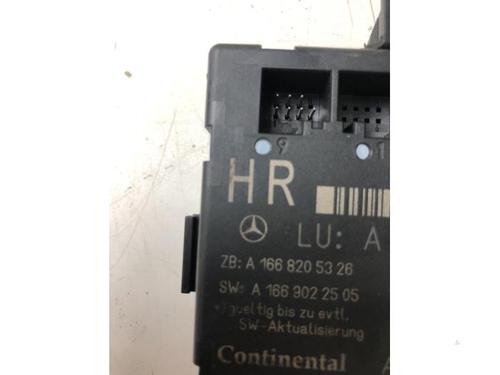 9 1
HR
LU: A
ZB: A 166 820 53 26
SW: A 166 902 25 05
*gueltig bis zu evtl.
SW-Aktualisierung
Continental A